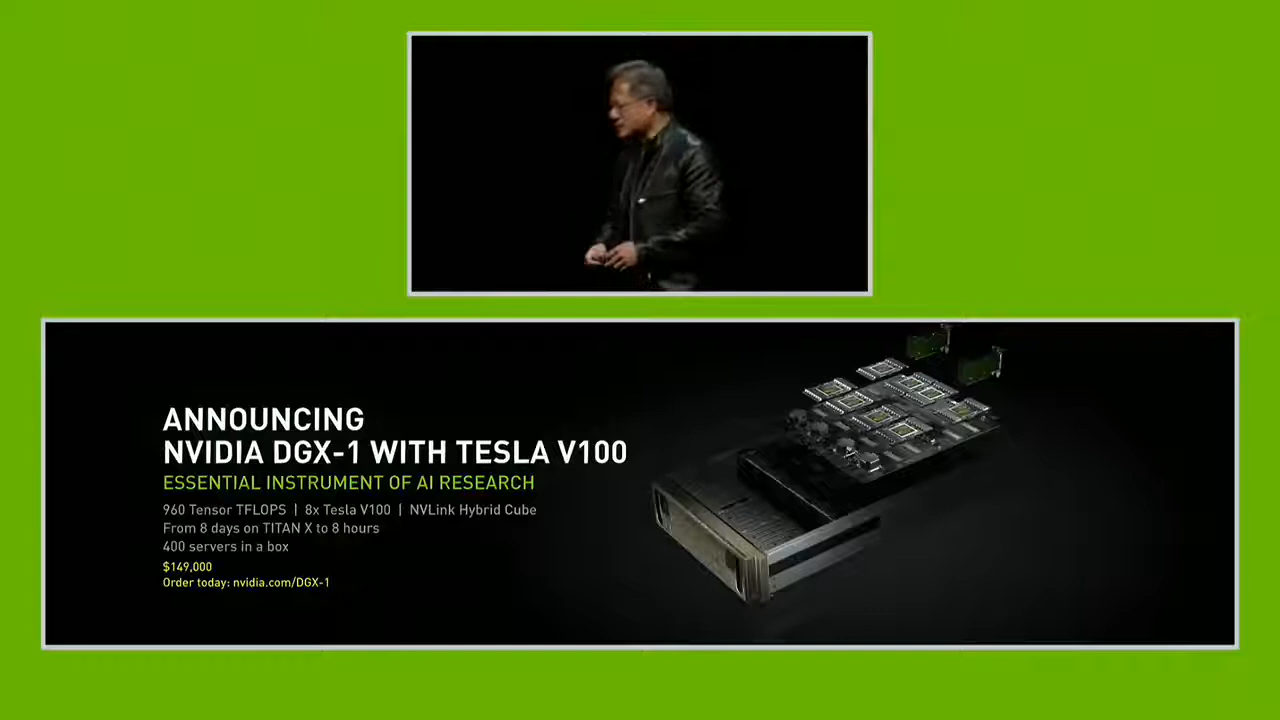 ANNOUNCING
NVIDIA DGX-1 WITH TESLA V100
ESSENTIAL INSTRUMENT OF AI RESEARCH
960 Tensor TFLOPS | 8x Tesla V100 | NVLink Hybrid Cube
From 8 days on TITAN X to 8 hours
400 servers in a box
$149,000
Order today: nvidia.com/DGX-1